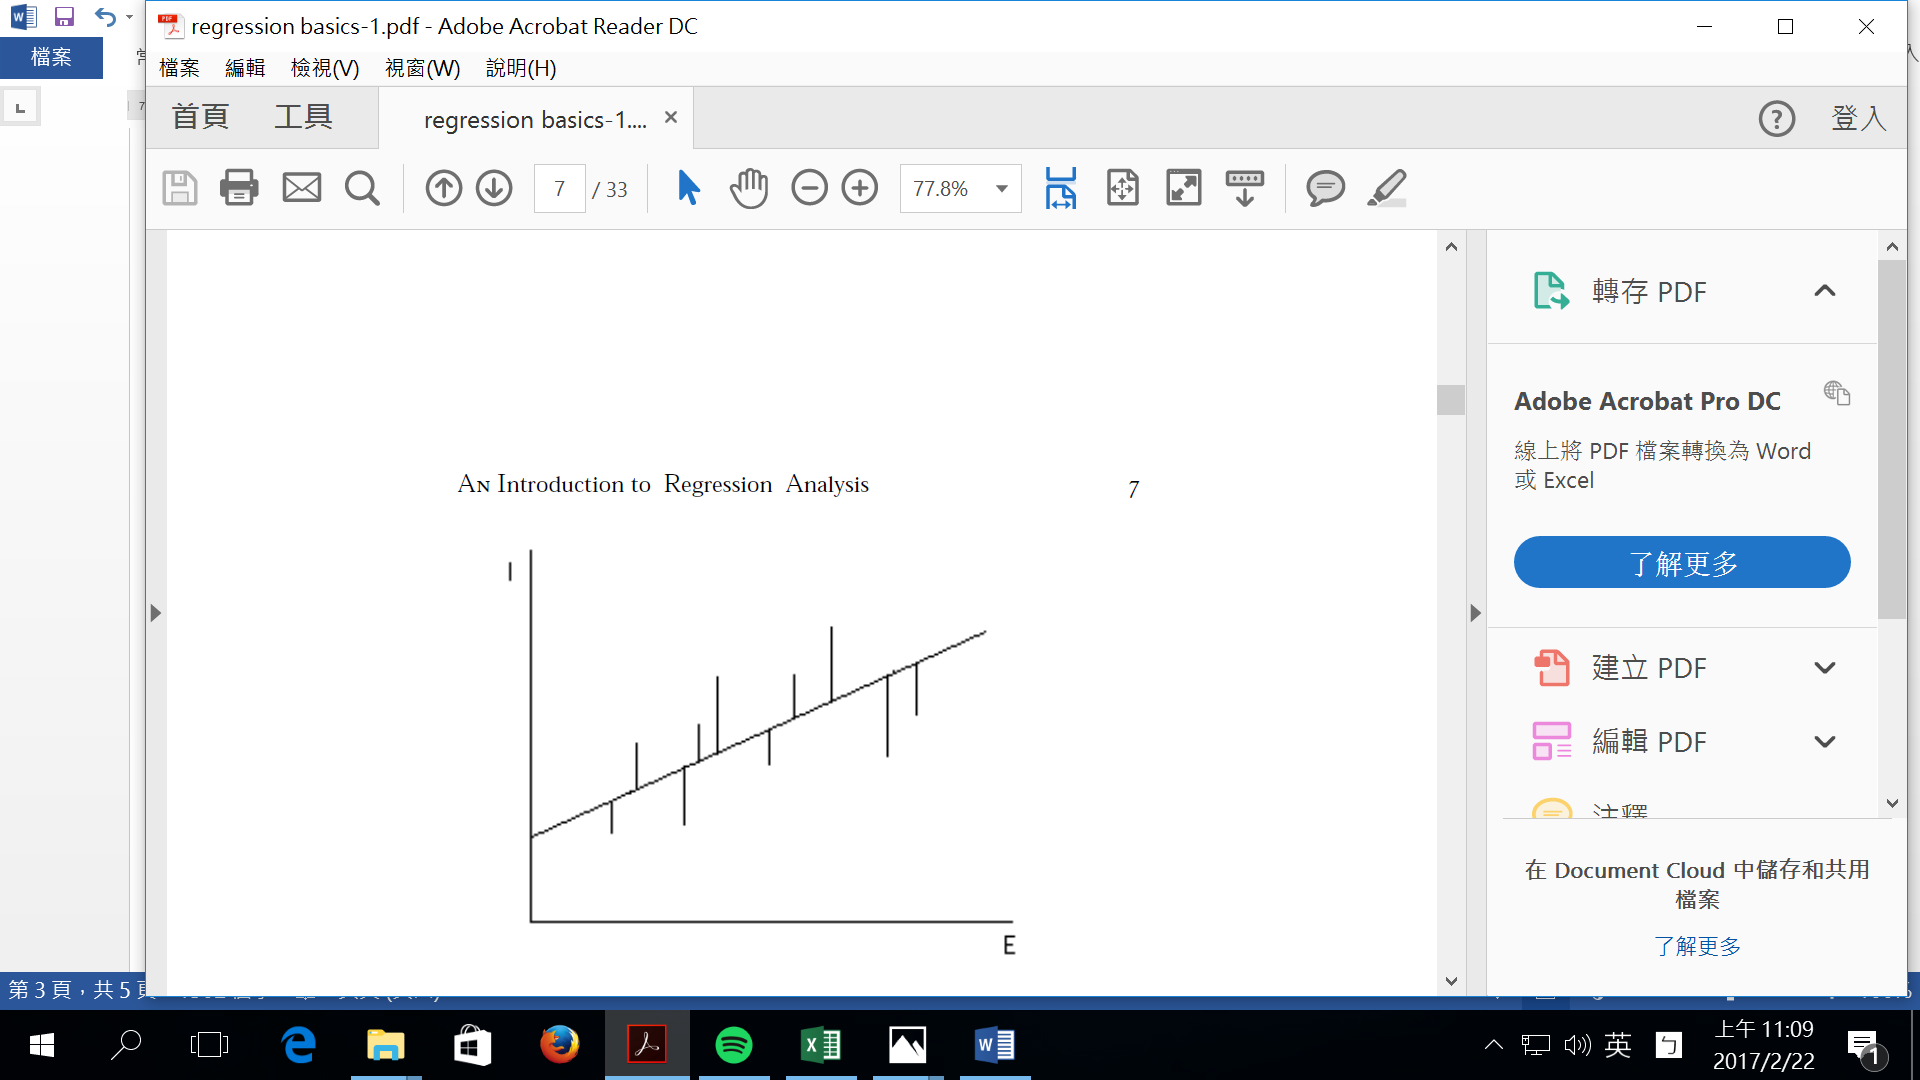 regression basics-1.pdf - Adobe Acrobat Reader DC
檔案
檔案 編輯 檢視(V) 視窗(W) 說明(H)
首頁 工具 regression basics-1.... × 登入
7 / 33 77.8%
轉存 PDF
Adobe Acrobat Pro DC
線上將 PDF 檔案轉換為 Word
或 Excel
了解更多
建立 PDF
編輯 PDF
注釋
在 Document Cloud 中儲存和共用
檔案
了解更多
An Introduction to Regression Analysis 7
I
E
第 3 頁，共 5 頁
英 ㄅ
上午 11:09
2017/2/22
1